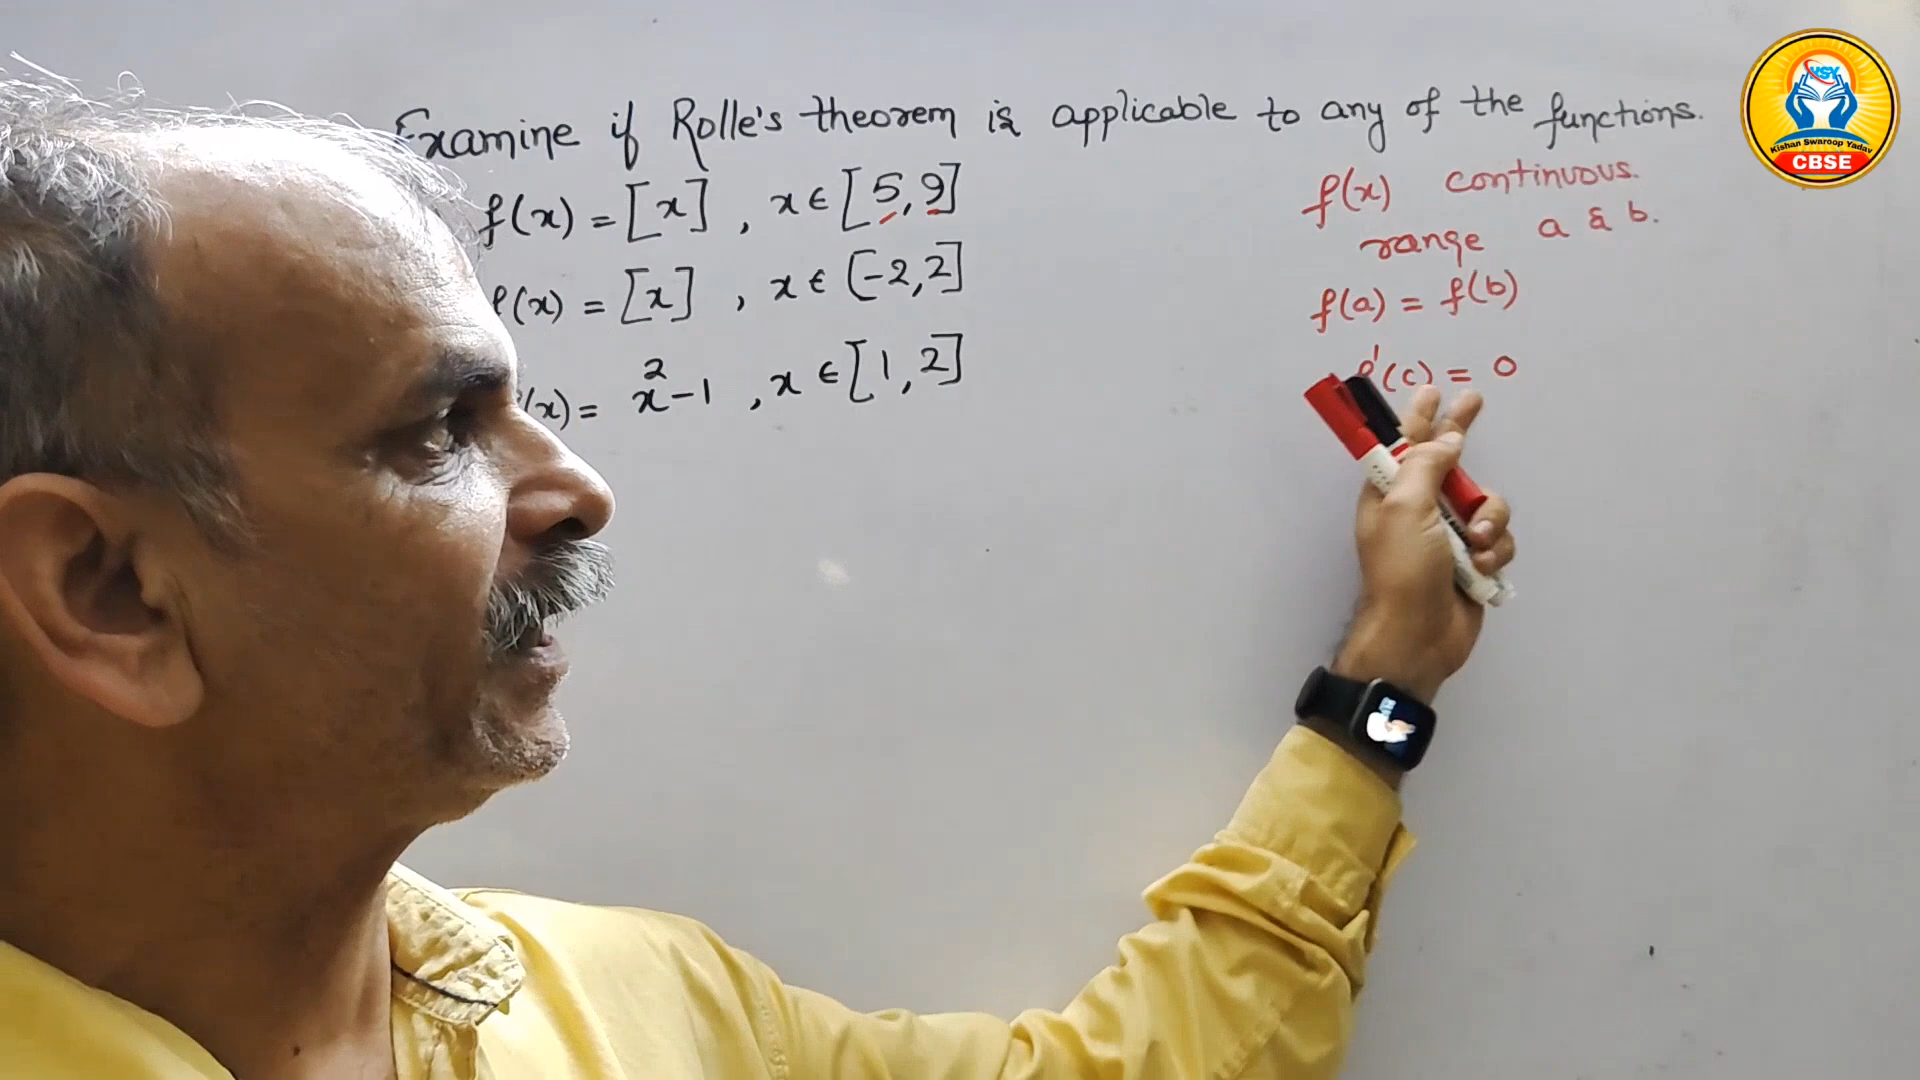 Examine if Rolle's theorem is applicable to any of the functions.
f(x) = [x] , x ∈ [5,9]
f(x) = [x] , x ∈ [-2,2]
(x) = x²-1 , x ∈ [1,2]
f(x) continuous.
range a & b.
f(a) = f(b)
f'(c) = 0
KSY
Kishan Swaroop Yadav
CBSE